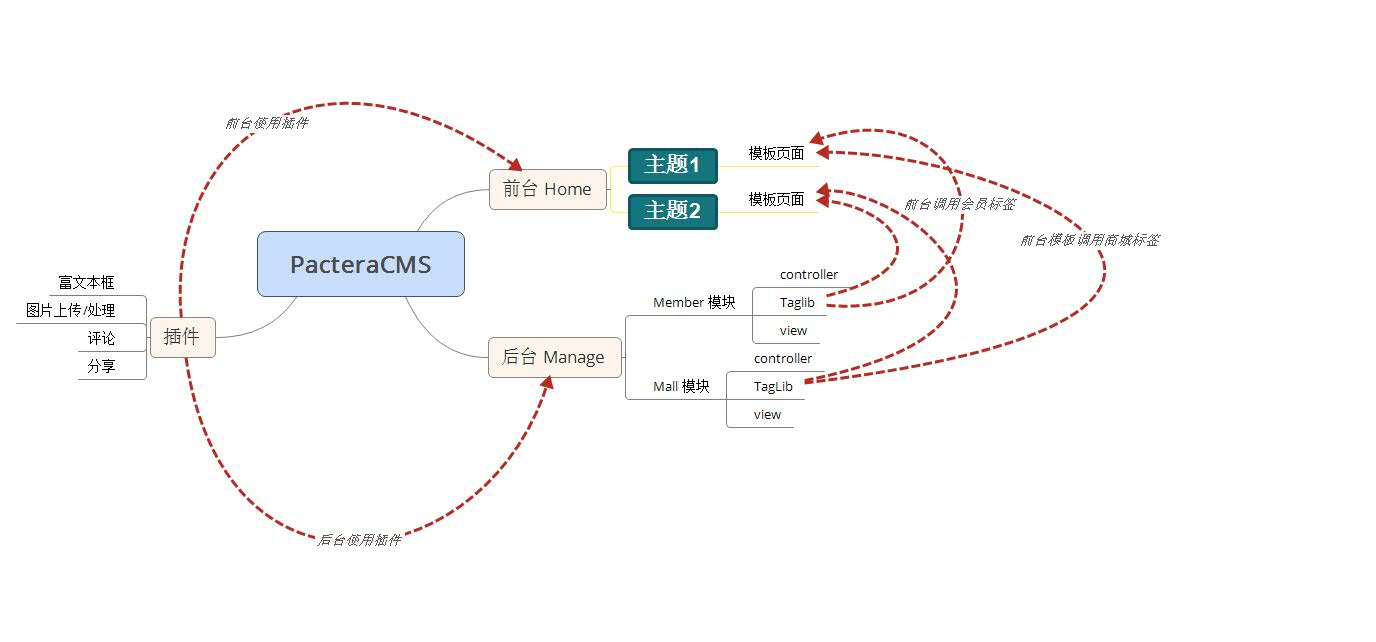 前台使用插件
主题1
模板页面
前台 Home
主题2
模板页面
前台调用会员标签
前台模板调用商城标签
PacteraCMS
富文本框
图片上传/处理
评论
分享
插件
controller
Member 模块
Taglib
view
后台 Manage
controller
Mall 模块
TagLib
view
后台使用插件